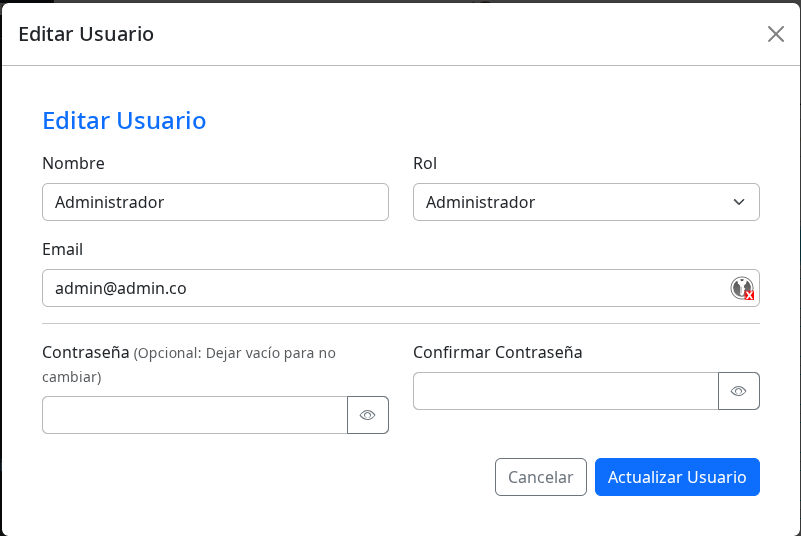 Editar Usuario
Editar Usuario
Nombre
Rol
Administrador
Administrador
Email
admin@admin.co
Contraseña (Opcional: Dejar vacío para no
cambiar)
Confirmar Contraseña
Cancelar
Actualizar Usuario